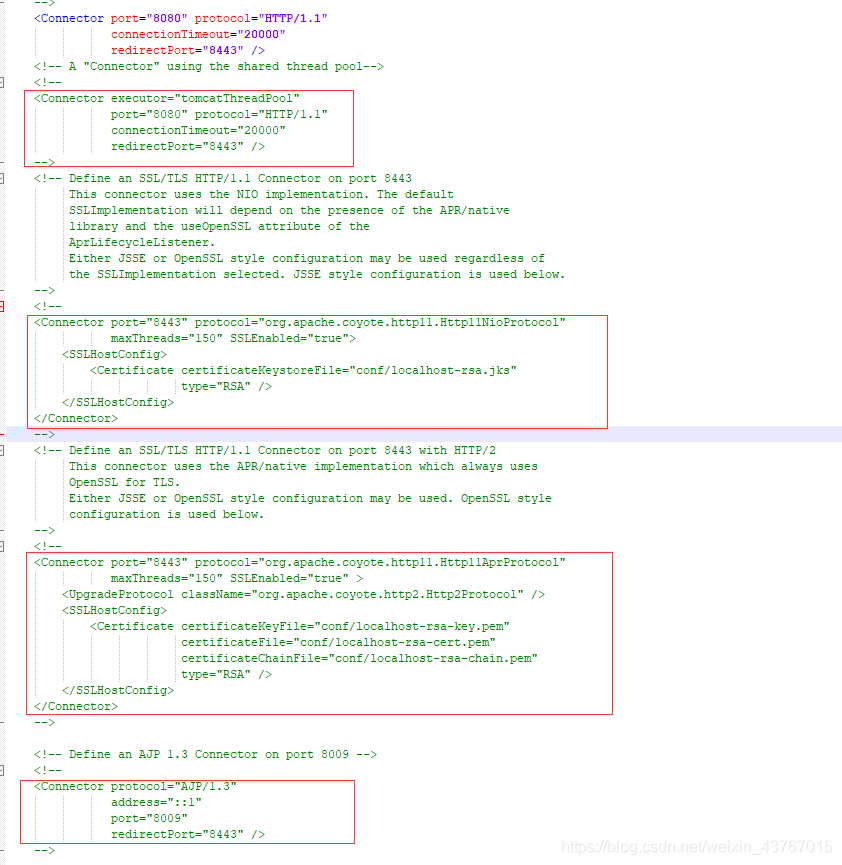 -->
<Connector port="8080" protocol="HTTP/1.1"
connectionTimeout="20000"
redirectPort="8443" />
<!-- A "Connector" using the shared thread pool-->
<!--
<Connector executor="tomcatThreadPool"
port="8080" protocol="HTTP/1.1"
connectionTimeout="20000"
redirectPort="8443" />
-->
<!-- Define an SSL/TLS HTTP/1.1 Connector on port 8443
This connector uses the NIO implementation. The default
SSLImplementation will depend on the presence of the APR/native
library and the useOpenSSL attribute of the
AprLifecycleListener.
Either JSSE or OpenSSL style configuration may be used regardless of
the SSLImplementation selected. JSSE style configuration is used below.
-->
<!--
<Connector port="8443" protocol="org.apache.coyote.http11.Http11NioProtocol"
maxThreads="150" SSLEnabled="true">
<SSLHostConfig>
<Certificate certificateKeystoreFile="conf/localhost-rsa.jks"
type="RSA" />
</SSLHostConfig>
</Connector>
-->
<!-- Define an SSL/TLS HTTP/1.1 Connector on port 8443 with HTTP/2
This connector uses the APR/native implementation which always uses
OpenSSL for TLS.
Either JSSE or OpenSSL style configuration may be used. OpenSSL style
configuration is used below.
-->
<!--
<Connector port="8443" protocol="org.apache.coyote.http11.Http11AprProtocol"
maxThreads="150" SSLEnabled="true" >
<UpgradeProtocol className="org.apache.coyote.http2.Http2Protocol" />
<SSLHostConfig>
<Certificate certificateKeyFile="conf/localhost-rsa-key.pem"
certificateFile="conf/localhost-rsa-cert.pem"
certificateChainFile="conf/localhost-rsa-chain.pem"
type="RSA" />
</SSLHostConfig>
</Connector>
-->
<!-- Define an AJP 1.3 Connector on port 8009 -->
<!--
<Connector protocol="AJP/1.3"
address="::1"
port="8009"
redirectPort="8443" />
-->
https://blog.csdn.net/weixin_43767015